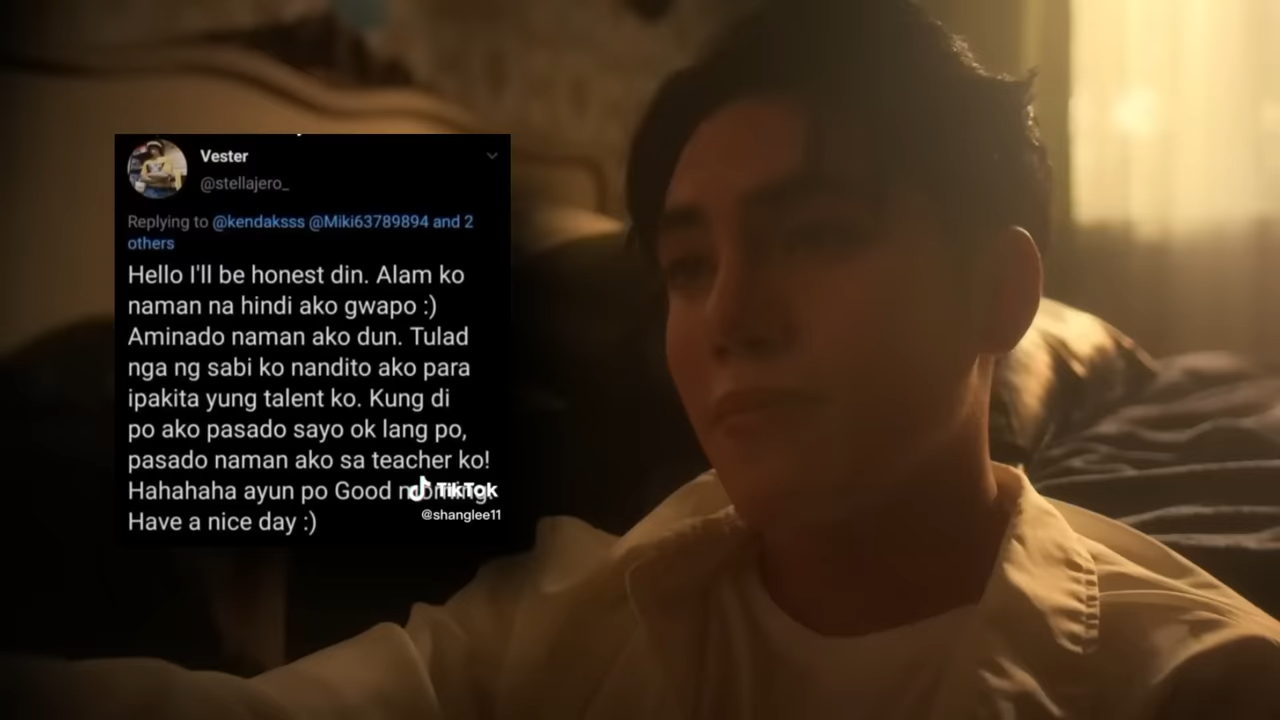 Vester
@stellajero_
Replying to @kendaksss @Miki63789894 and 2
others
Hello I'll be honest din. Alam ko
naman na hindi ako gwapo :)
Aminado naman ako dun. Tulad
nga ng sabi ko nandito ako para
ipakita yung talent ko. Kung di
po ako pasado sayo ok lang po,
pasado naman ako sa teacher ko!
Hahahaha ayun po Good morning.
Have a nice day :)
TikTok
@shanglee11